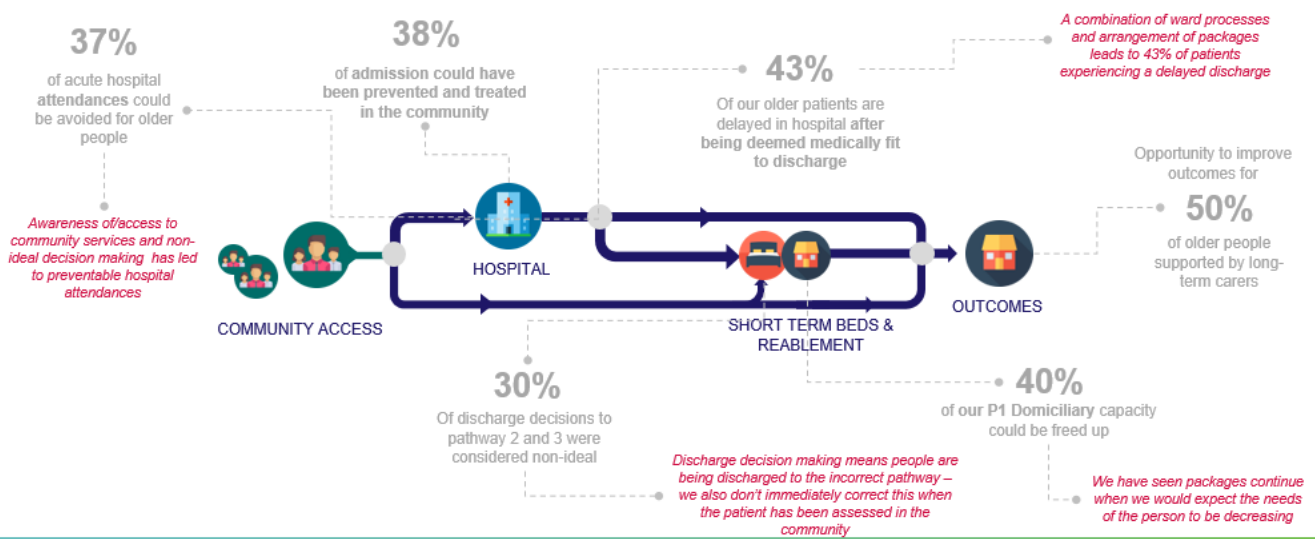 37%
of acute hospital
attendances could
be avoided for older
people
Awareness of/access to
community services and non-
ideal decision making has led
to preventable hospital
attendances
38%
of admission could have
been prevented and treated
in the community
43%
Of our older patients are
delayed in hospital after
being deemed medically fit
to discharge
A combination of ward processes
and arrangement of packages
leads to 43% of patients
experiencing a delayed discharge
Opportunity to improve
outcomes for
50%
of older people
supported by long-
term carers
COMMUNITY ACCESS
HOSPITAL
SHORT TERM BEDS &
REABLEMENT
OUTCOMES
30%
Of discharge decisions to
pathway 2 and 3 were
considered non-ideal
Discharge decision making means people are
being discharged to the incorrect pathway –
we also don't immediately correct this when
the patient has been assessed in the
community
40%
of our P1 Domiciliary capacity
could be freed up
We have seen packages continue
when we would expect the needs
of the person to be decreasing